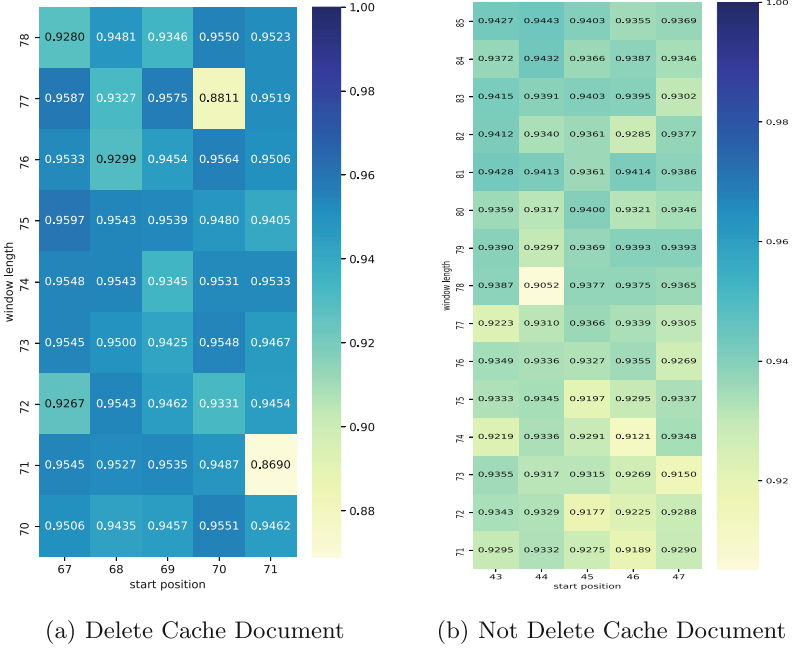 78 0.9280 0.9481 0.9346 0.9550 0.9523
77 0.9587 0.9327 0.9575 0.8811 0.9519
76 0.9533 0.9299 0.9454 0.9564 0.9506
75 0.9597 0.9543 0.9539 0.9480 0.9405
74 0.9548 0.9543 0.9345 0.9531 0.9533
73 0.9545 0.9500 0.9425 0.9548 0.9467
72 0.9267 0.9543 0.9462 0.9331 0.9454
71 0.9545 0.9527 0.9535 0.9487 0.8690
70 0.9506 0.9435 0.9457 0.9551 0.9462
67 68 69 70 71
start position
window length
1.00
0.98
0.96
0.94
0.92
0.90
0.88
(a) Delete Cache Document
85 0.9427 0.9443 0.9403 0.9355 0.9369
84 0.9372 0.9432 0.9366 0.9387 0.9346
83 0.9415 0.9391 0.9403 0.9395 0.9302
82 0.9412 0.9340 0.9361 0.9285 0.9377
81 0.9428 0.9413 0.9361 0.9414 0.9386
80 0.9359 0.9317 0.9400 0.9321 0.9346
79 0.9390 0.9297 0.9369 0.9393 0.9393
78 0.9387 0.9052 0.9377 0.9375 0.9365
77 0.9223 0.9310 0.9366 0.9339 0.9305
76 0.9349 0.9336 0.9327 0.9355 0.9269
75 0.9333 0.9345 0.9197 0.9295 0.9337
74 0.9219 0.9336 0.9291 0.9121 0.9348
73 0.9355 0.9317 0.9315 0.9269 0.9150
72 0.9343 0.9329 0.9177 0.9225 0.9288
71 0.9295 0.9332 0.9275 0.9189 0.9290
43 44 45 46 47
start position
window length
1.00
0.98
0.96
0.94
0.92
(b) Not Delete Cache Document